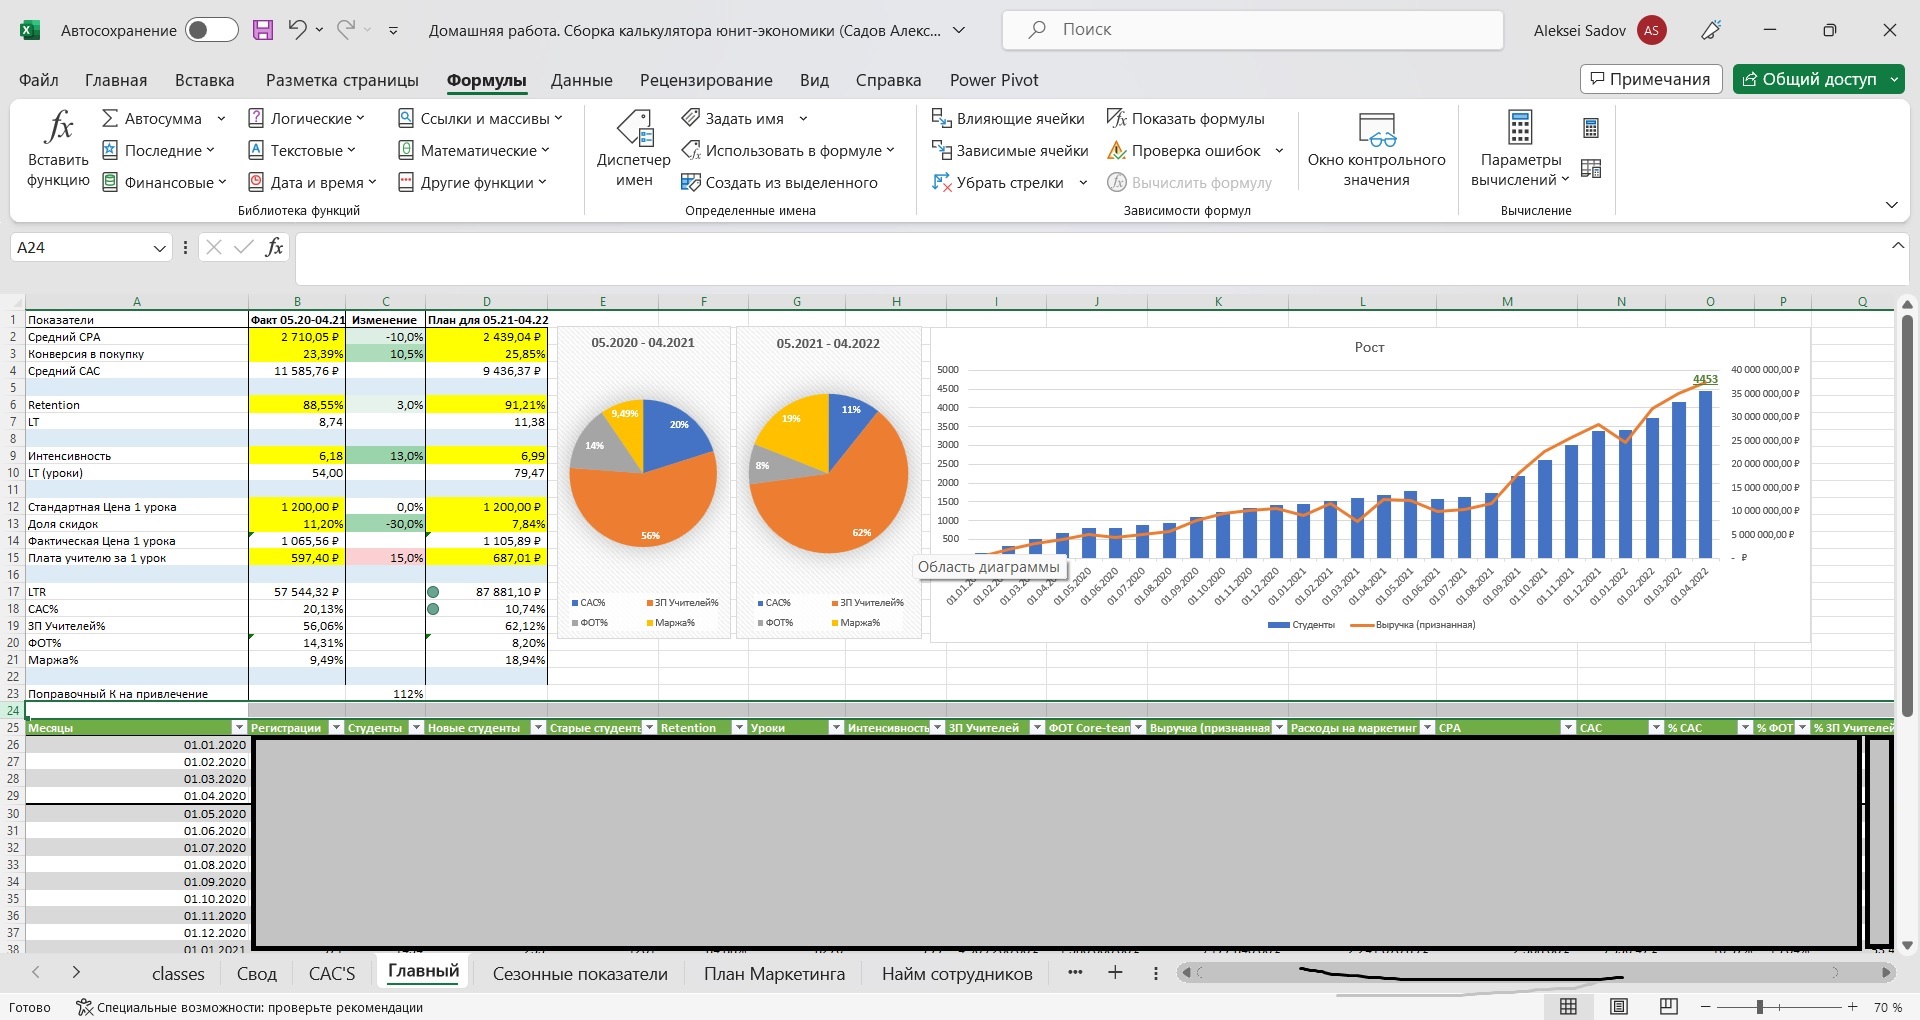 Автосохранение
Домашняя работа. Сборка калькулятора юнит-экономики (Садов Алекс...
Поиск
Aleksei Sadov
AS
Файл Главная Вставка Разметка страницы Формулы Данные Рецензирование Вид Справка Power Pivot
Примечания
Общий доступ
Вставить функцию
Автосумма
Последние
Финансовые
Логические
Текстовые
Дата и время
Ссылки и массивы
Математические
Другие функции
Библиотека функций
Диспетчер имен
Задать имя
Использовать в формуле
Создать из выделенного
Определенные имена
Влияющие ячейки
Зависимые ячейки
Убрать стрелки
Показать формулы
Проверка ошибок
Вычислить формулу
Зависимости формул
Окно контрольного значения
Параметры вычислений
Вычисление
A24
fx
A B C D E F G H I J K L M N O P Q
1 Показатели Факт 05.20-04.21 Изменение План для 05.21-04.22
2 Средний CPA 2 710,05 ₽ -10,0% 2 439,04 ₽
3 Конверсия в покупку 23,39% 10,5% 25,85%
4 Средний CAC 11 585,76 ₽ 9 436,37 ₽
5
6 Retention 88,55% 3,0% 91,21%
7 LT 8,74 11,38
8
9 Интенсивность 6,18 13,0% 6,99
10 LT (уроки) 54,00 79,47
11
12 Стандартная Цена 1 урока 1 200,00 ₽ 0,0% 1 200,00 ₽
13 Доля скидок 11,20% -30,0% 7,84%
14 Фактическая Цена 1 урока 1 065,56 ₽ 1 105,89 ₽
15 Плата учителю за 1 урок 597,40 ₽ 15,0% 687,01 ₽
16
17 LTR 57 544,32 ₽ 87 881,10 ₽
18 CAC% 20,13% 10,74%
19 ЗП Учителей% 56,06% 62,12%
20 ФОТ% 14,31% 8,20%
21 Маржа% 9,49% 18,94%
22
23 Поправочный К на привлечение 112%
24
05.2020 - 04.2021
9,49%
20%
14%
56%
CAC% ЗП Учителей%
ФОТ% Маржа%
05.2021 - 04.2022
19%
11%
8%
62%
CAC% ЗП Учителей%
ФОТ% Маржа%
Рост
5000
4500
4000
3500
3000
2500
2000
1500
1000
500
4453
40 000 000,00 ₽
35 000 000,00 ₽
30 000 000,00 ₽
25 000 000,00 ₽
20 000 000,00 ₽
15 000 000,00 ₽
10 000 000,00 ₽
5 000 000,00 ₽
- ₽
01.05.2020 01.06.2020 01.07.2020 01.08.2020 01.09.2020 01.10.2020 01.11.2020 01.12.2020 01.01.2021 01.02.2021 01.03.2021 01.04.2021 01.05.2021 01.06.2021 01.07.2021 01.08.2021 01.09.2021 01.10.2021 01.11.2021 01.12.2021 01.01.2022 01.02.2022 01.03.2022 01.04.2022
Студенты Выручка (признанная)
Область диаграммы
25 Месяцы Регистрации Студенты Новые студенты Старые студенть Retention Уроки Интенсивность ЗП Учителей ФОТ Core-tean Выручка (признанная Расходы на маркетинг CPA CAC % CAC % ФОТ % ЗП Учителей
26 01.01.2020
27 01.02.2020
28 01.03.2020
29 01.04.2020
30 01.05.2020
31 01.06.2020
32 01.07.2020
33 01.08.2020
34 01.09.2020
35 01.10.2020
36 01.11.2020
37 01.12.2020
38 01.01.2021
classes Свод CAC'S Главный Сезонные показатели План Маркетинга Найм сотрудников
Готово
Специальные возможности: проверьте рекомендации
70 %